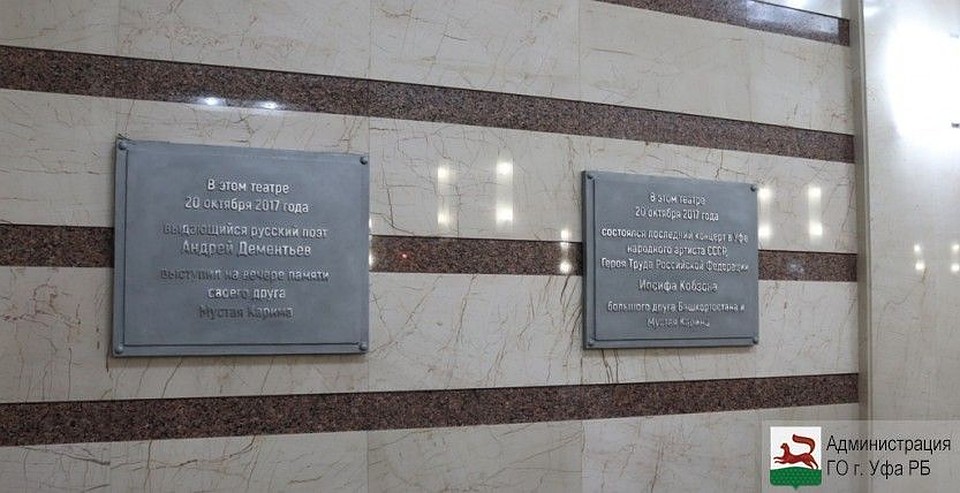 В этом театре
20 октября 2017 года
выдающийся русский поэт
Андрей Дементьев
выступил на вечере памяти
своего друга
Мустая Карима
В этом театре
20 октября 2017 года
состоялся последний концерт в Уфе
народного артиста СССР,
Героя Труда Российской Федерации
Иосифа Кобзона
большого друга Башкортостана и
Мустая Карима
Администрация
ГО г. Уфа РБ